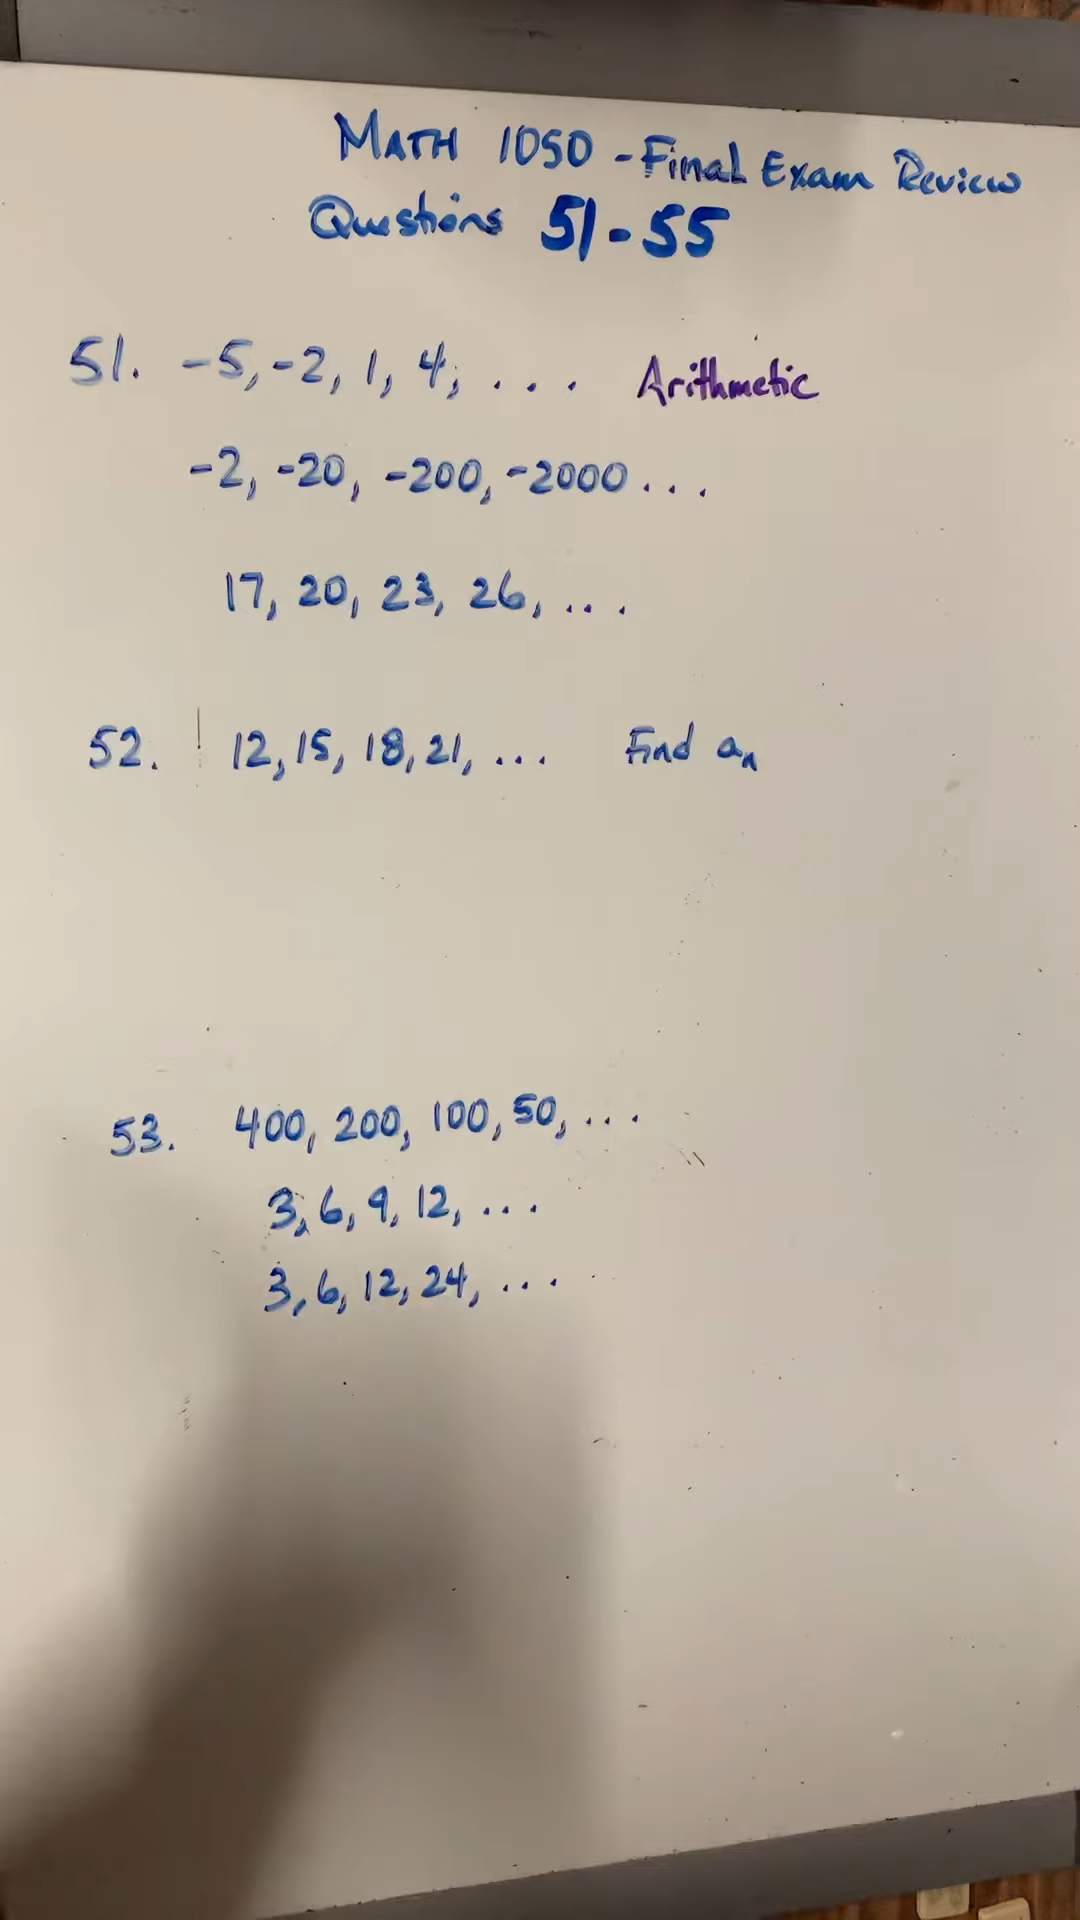 MATH 1050 - Final Exam Review
Questions 51-55
51. -5, -2, 1, 4, ... Arithmetic
-2, -20, -200, -2000 ...
17, 20, 23, 26, ...
52. 12, 15, 18, 21, ... Find an
53. 400, 200, 100, 50, ...
3, 6, 9, 12, ...
3, 6, 12, 24, ...